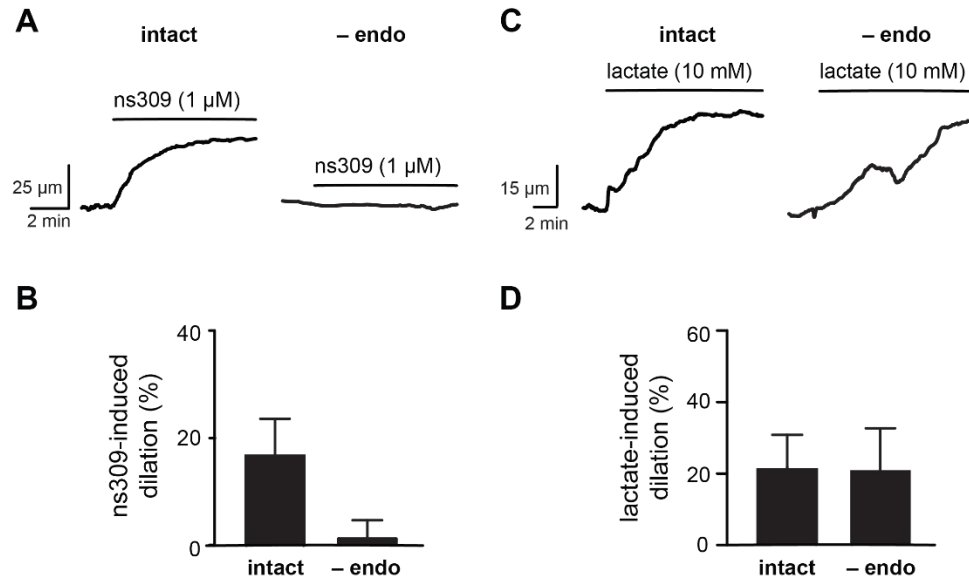 A
intact
– endo
ns309 (1 µM)
ns309 (1 µM)
25 µm
2 min
C
intact
– endo
lactate (10 mM)
lactate (10 mM)
15 µm
2 min
B
ns309-induced
dilation (%)
40
20
0
intact
– endo
D
lactate-induced
dilation (%)
60
40
20
0
intact
– endo